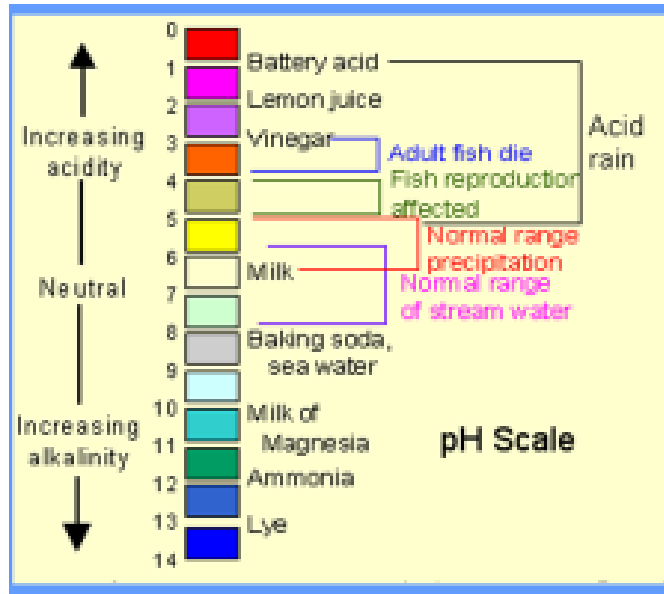 0
1
Battery acid
2
Lemon juice
Increasing
acidity
3
Vinegar
Acid
rain
Adult fish die
4
Fish reproduction
affected
5
Normal range
precipitation
6
Milk
Neutral
7
Normal range
of stream water
8
Baking soda,
sea water
9
10
Milk of
Magnesia
Increasing
alkalinity
pH Scale
11
Ammonia
12
13
Lye
14